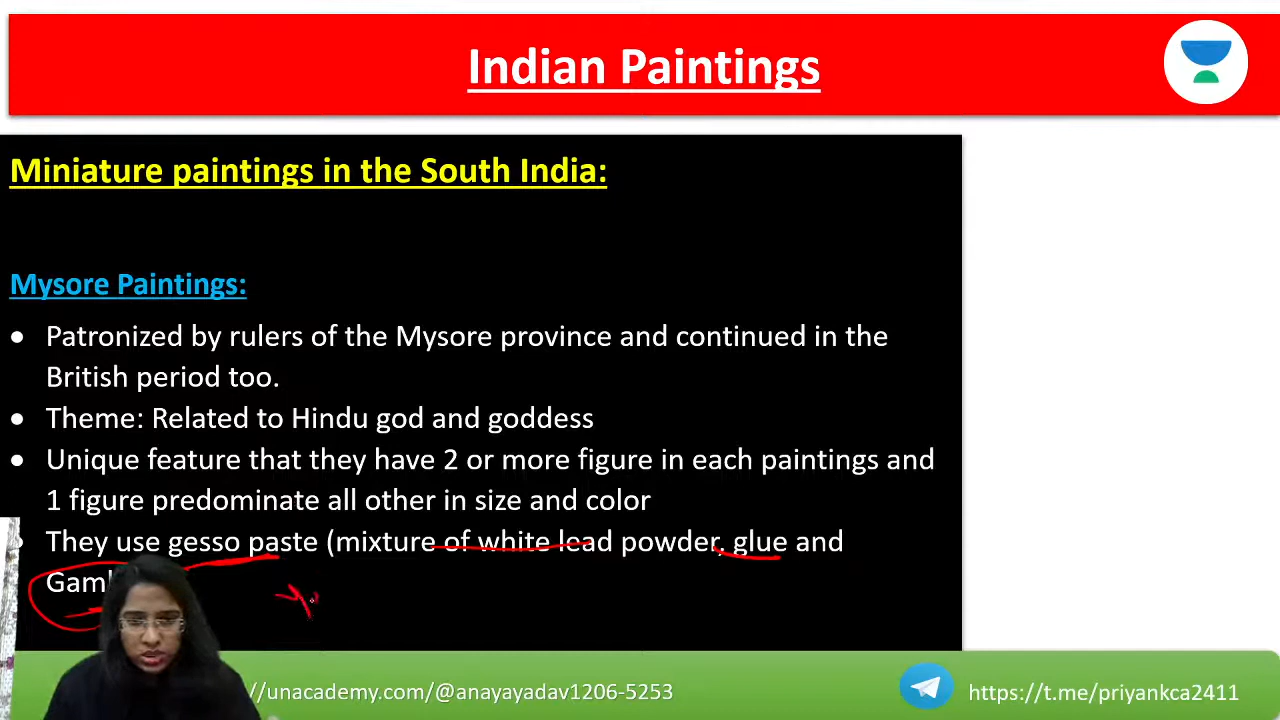 Indian Paintings
Miniature paintings in the South India:
Mysore Paintings:
• Patronized by rulers of the Mysore province and continued in the
British period too.
• Theme: Related to Hindu god and goddess
• Unique feature that they have 2 or more figure in each paintings and
1 figure predominate all other in size and color
• They use gesso paste (mixture of white lead powder, glue and
//unacademy.com/@anayayadav1206-5253
https://t.me/priyankca2411